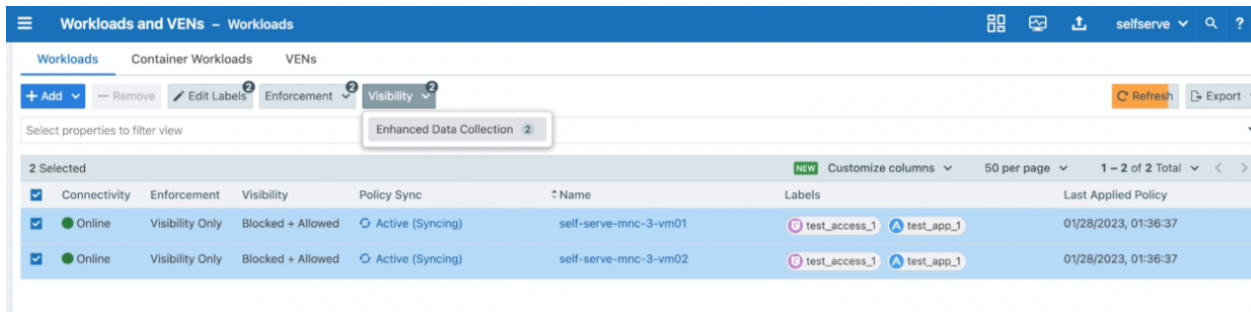 Workloads and VENs – Workloads
selfserve
?
Workloads Container Workloads VENs
+ Add − Remove Edit Labels 2 Enforcement 2 Visibility 2 Refresh Export
Enhanced Data Collection 2
Select properties to filter view
2 Selected NEW Customize columns 50 per page 1 – 2 of 2 Total
Connectivity Enforcement Visibility Policy Sync Name Labels Last Applied Policy
Online Visibility Only Blocked + Allowed Active (Syncing) self-serve-mnc-3-vm01 test_access_1 test_app_1 01/28/2023, 01:36:37
Online Visibility Only Blocked + Allowed Active (Syncing) self-serve-mnc-3-vm02 test_access_1 test_app_1 01/28/2023, 01:36:37